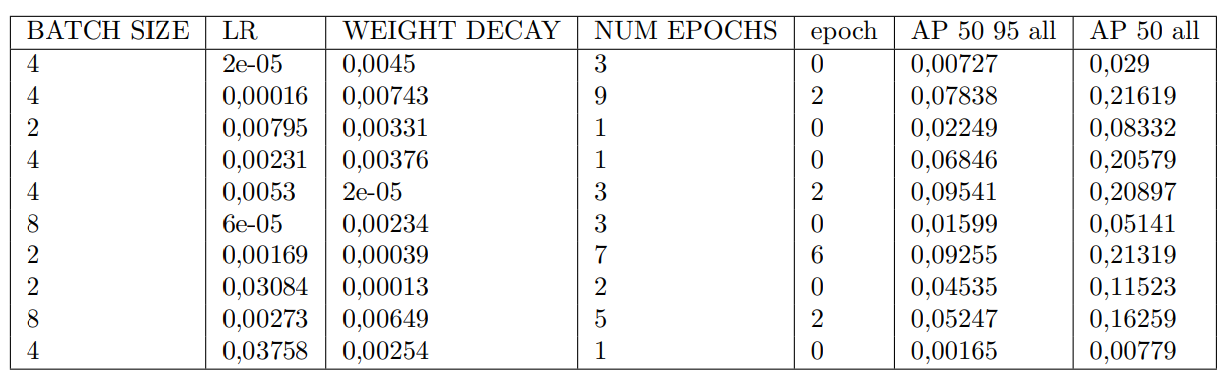 BATCH SIZE LR WEIGHT DECAY NUM EPOCHS epoch AP 50 95 all AP 50 all
4 2e-05 0,0045 3 0 0,00727 0,029
4 0,00016 0,00743 9 2 0,07838 0,21619
2 0,00795 0,00331 1 0 0,02249 0,08332
4 0,00231 0,00376 1 0 0,06846 0,20579
4 0,0053 2e-05 3 2 0,09541 0,20897
8 6e-05 0,00234 3 0 0,01599 0,05141
2 0,00169 0,00039 7 6 0,09255 0,21319
2 0,03084 0,00013 2 0 0,04535 0,11523
8 0,00273 0,00649 5 2 0,05247 0,16259
4 0,03758 0,00254 1 0 0,00165 0,00779